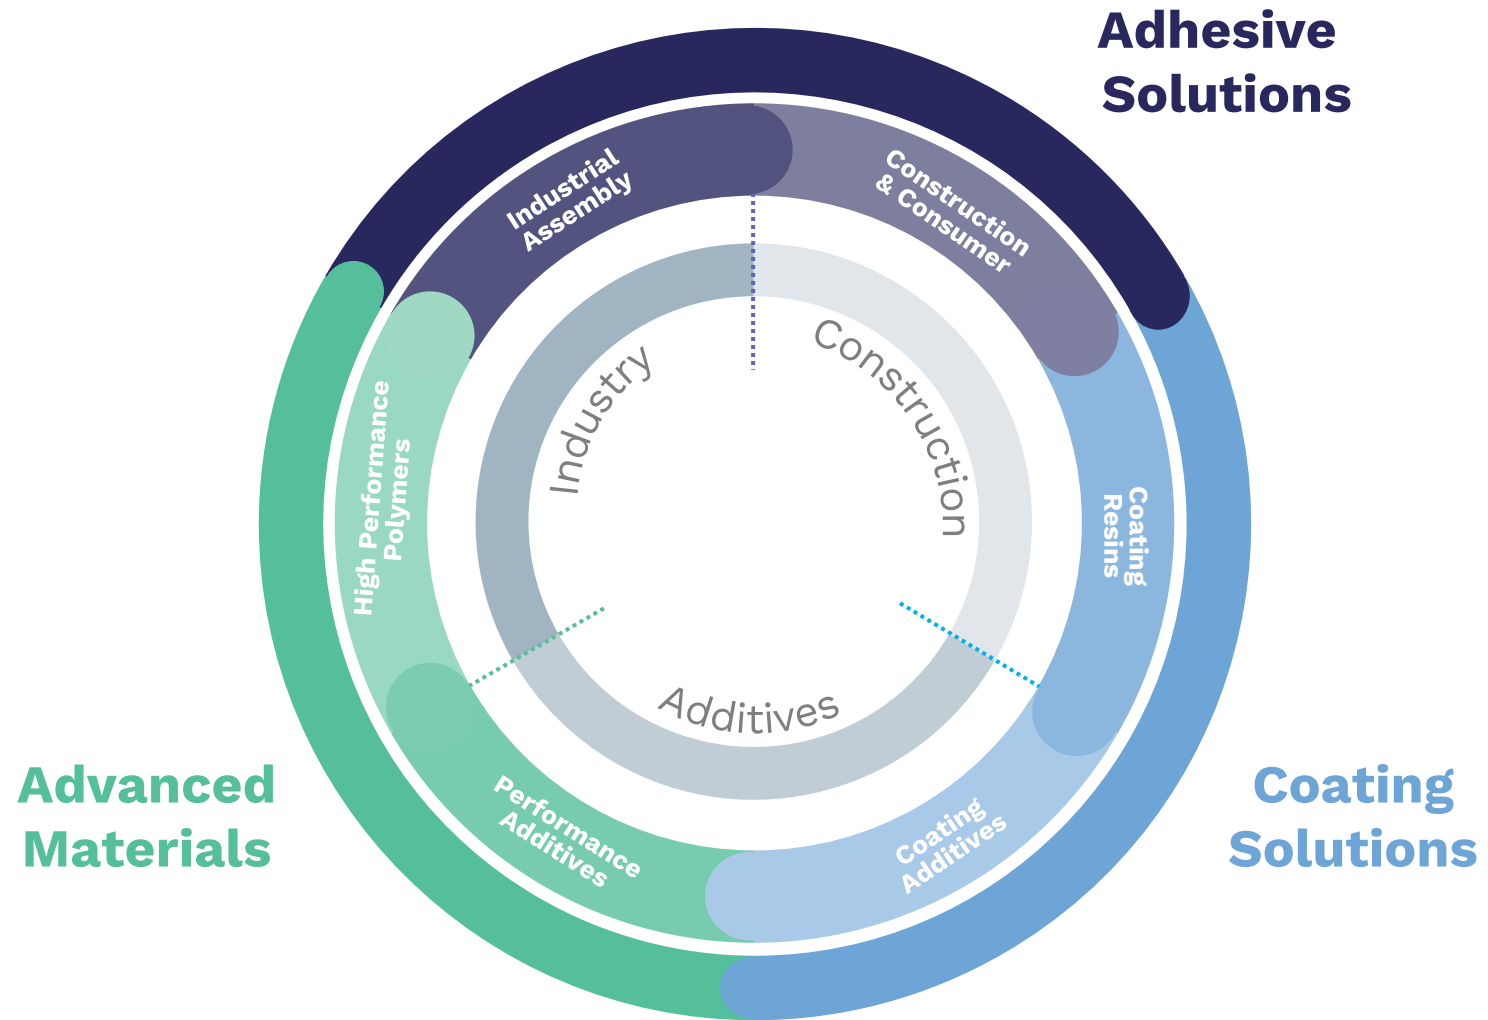 Adhesive
Solutions
Industrial
Assembly
Construction
& Consumer
Industry
Construction
High Performance
Polymers
Coating
Resins
Additives
Advanced
Materials
Performance
Additives
Coating
Additives
Coating
Solutions